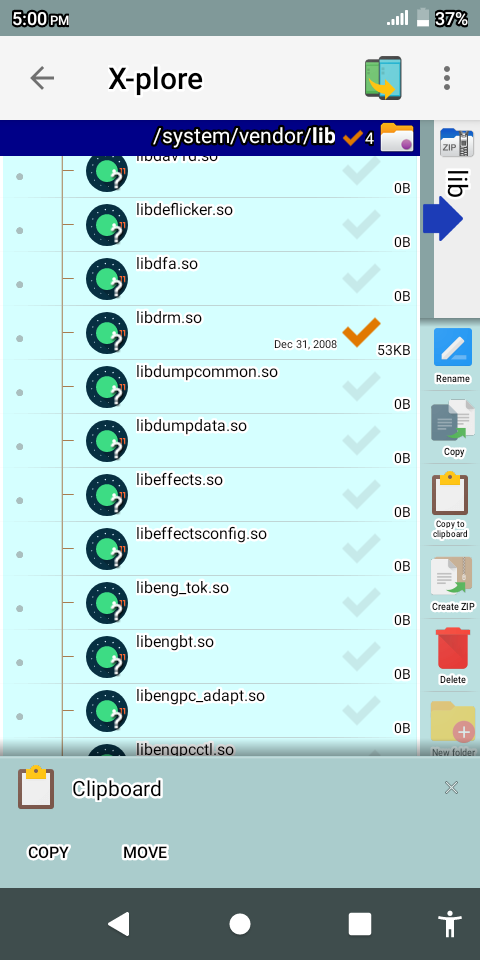 5:00 PM
37%
X-plore
/system/vendor/lib
4
ZIP
lib
libdav1d.so
0B
libdeflicker.so
0B
libdfa.so
0B
libdrm.so
Dec 31, 2008
53KB
libdumpcommon.so
0B
libdumpdata.so
0B
libeffects.so
0B
libeffectsconfig.so
0B
libeng_tok.so
0B
libengbt.so
0B
libengpc_adapt.so
0B
libengpcctl.so
Rename
Copy
Copy to
clipboard
Create ZIP
Delete
New folder
Clipboard
COPY
MOVE